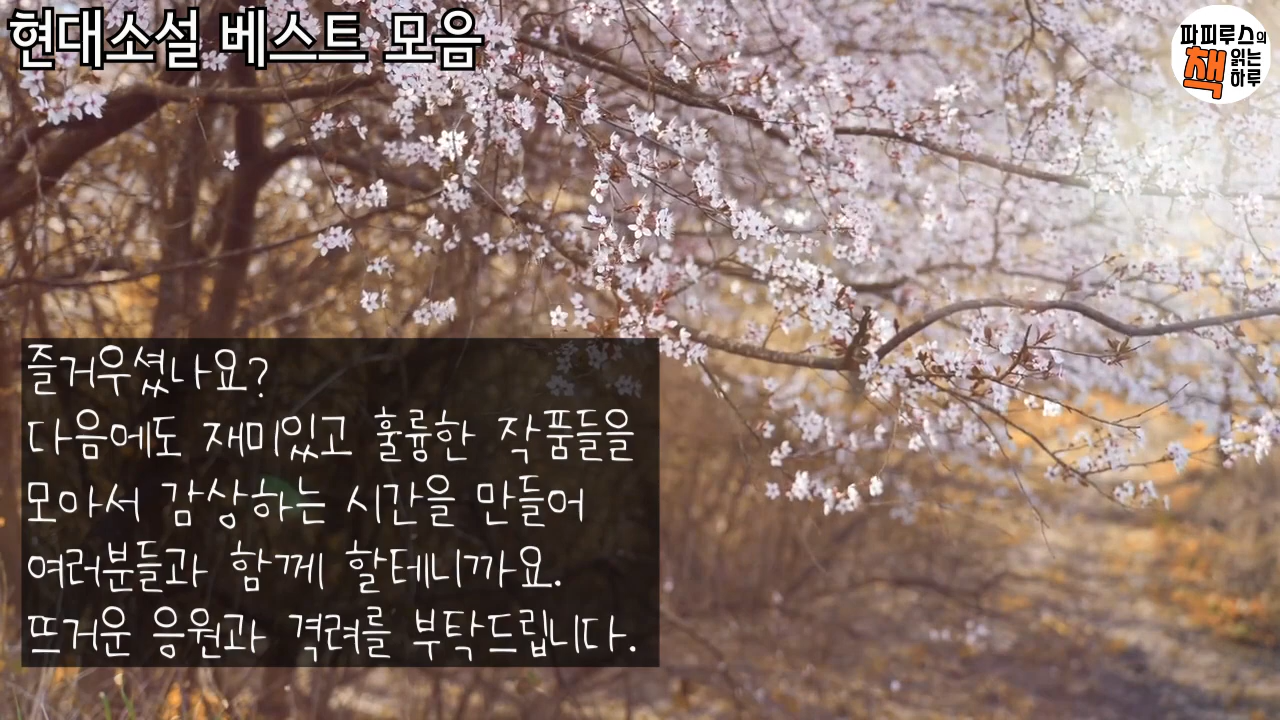 현대소설 베스트 모음
파피루스의
책 읽는
하루
즐거우셨나요?
다음에도 재미있고 훌륭한 작품들을
모아서 감상하는 시간을 만들어
여러분들과 함께 할테니까요.
뜨거운 응원과 격려를 부탁드립니다.